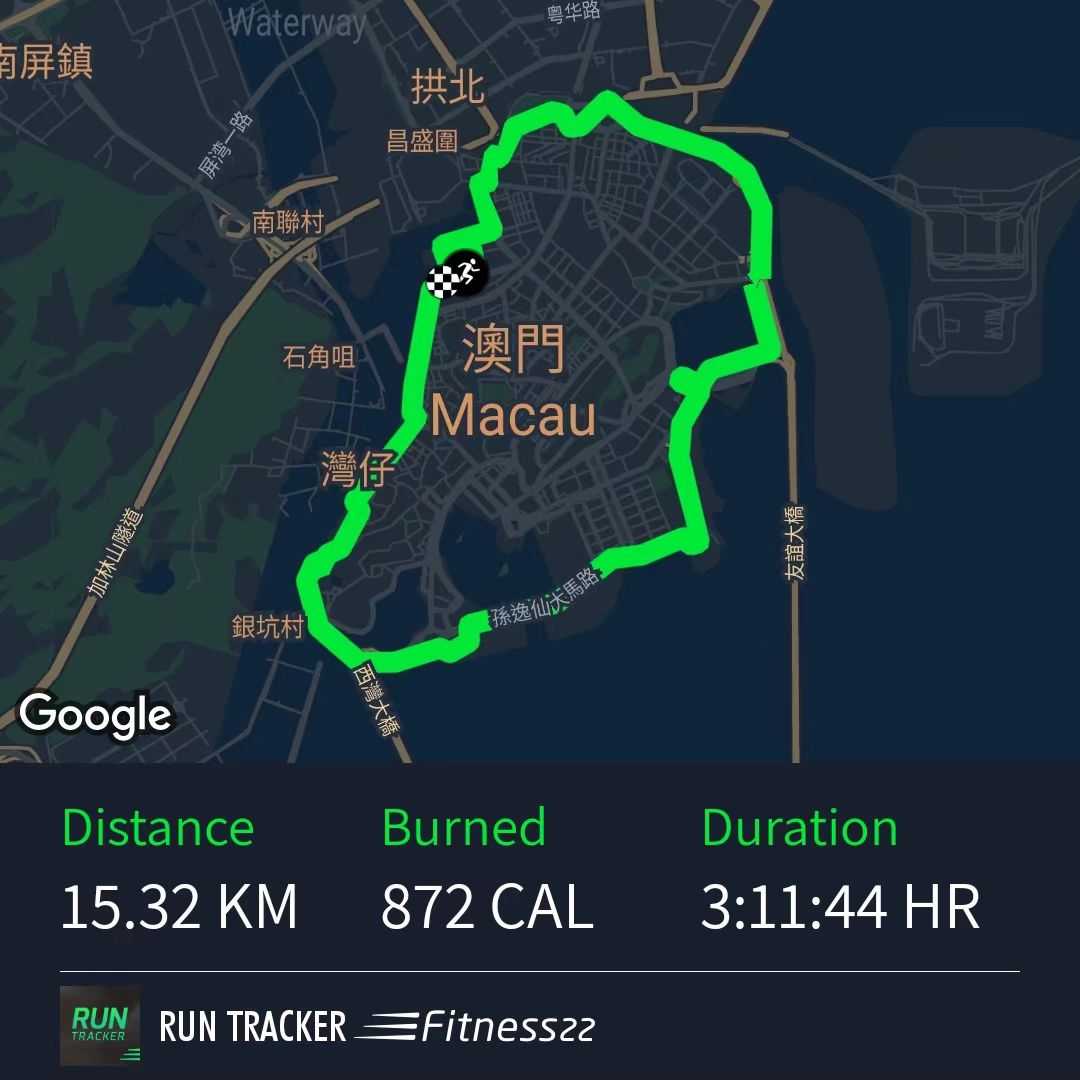 Waterway
粤华路
南屏鎮
拱北
屏湾一路
昌盛圍
南聯村
澳門
石角咀
Macau
灣仔
加林山隧道
友誼大橋
孫逸仙大馬路
銀坑村
西灣大橋
Google
Distance
Burned
Duration
15.32 KM
872 CAL
3:11:44 HR
RUN
TRACKER
RUN TRACKER Fitness22